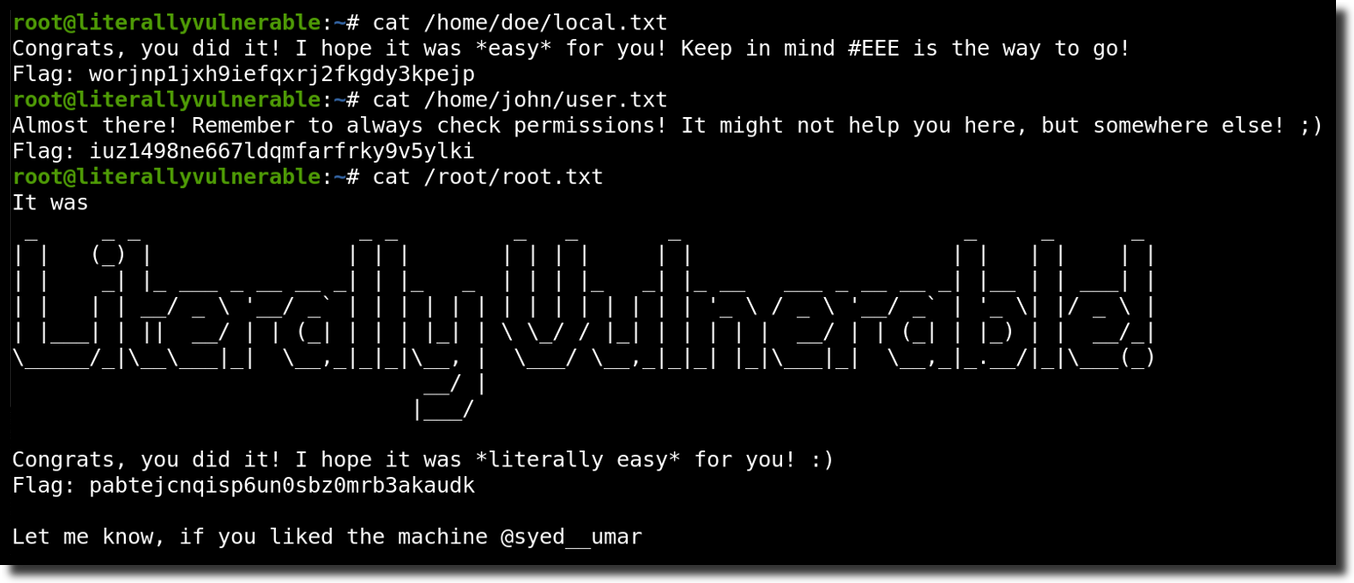 root@literallyvulnerable:~# cat /home/doe/local.txt
Congrats, you did it! I hope it was *easy* for you! Keep in mind #EEE is the way to go!
Flag: worjnp1jxh9iefqxrj2fkgdy3kpejp
root@literallyvulnerable:~# cat /home/john/user.txt
Almost there! Remember to always check permissions! It might not help you here, but somewhere else! ;)
Flag: iuz1498ne667ldqmfarfrky9v5ylki
root@literallyvulnerable:~# cat /root/root.txt
It was
Literally Vulnerable!
Congrats, you did it! I hope it was *literally easy* for you! :)
Flag: pabtejcnqisp6un0sbz0mrb3akaudk
Let me know, if you liked the machine @syed__umar